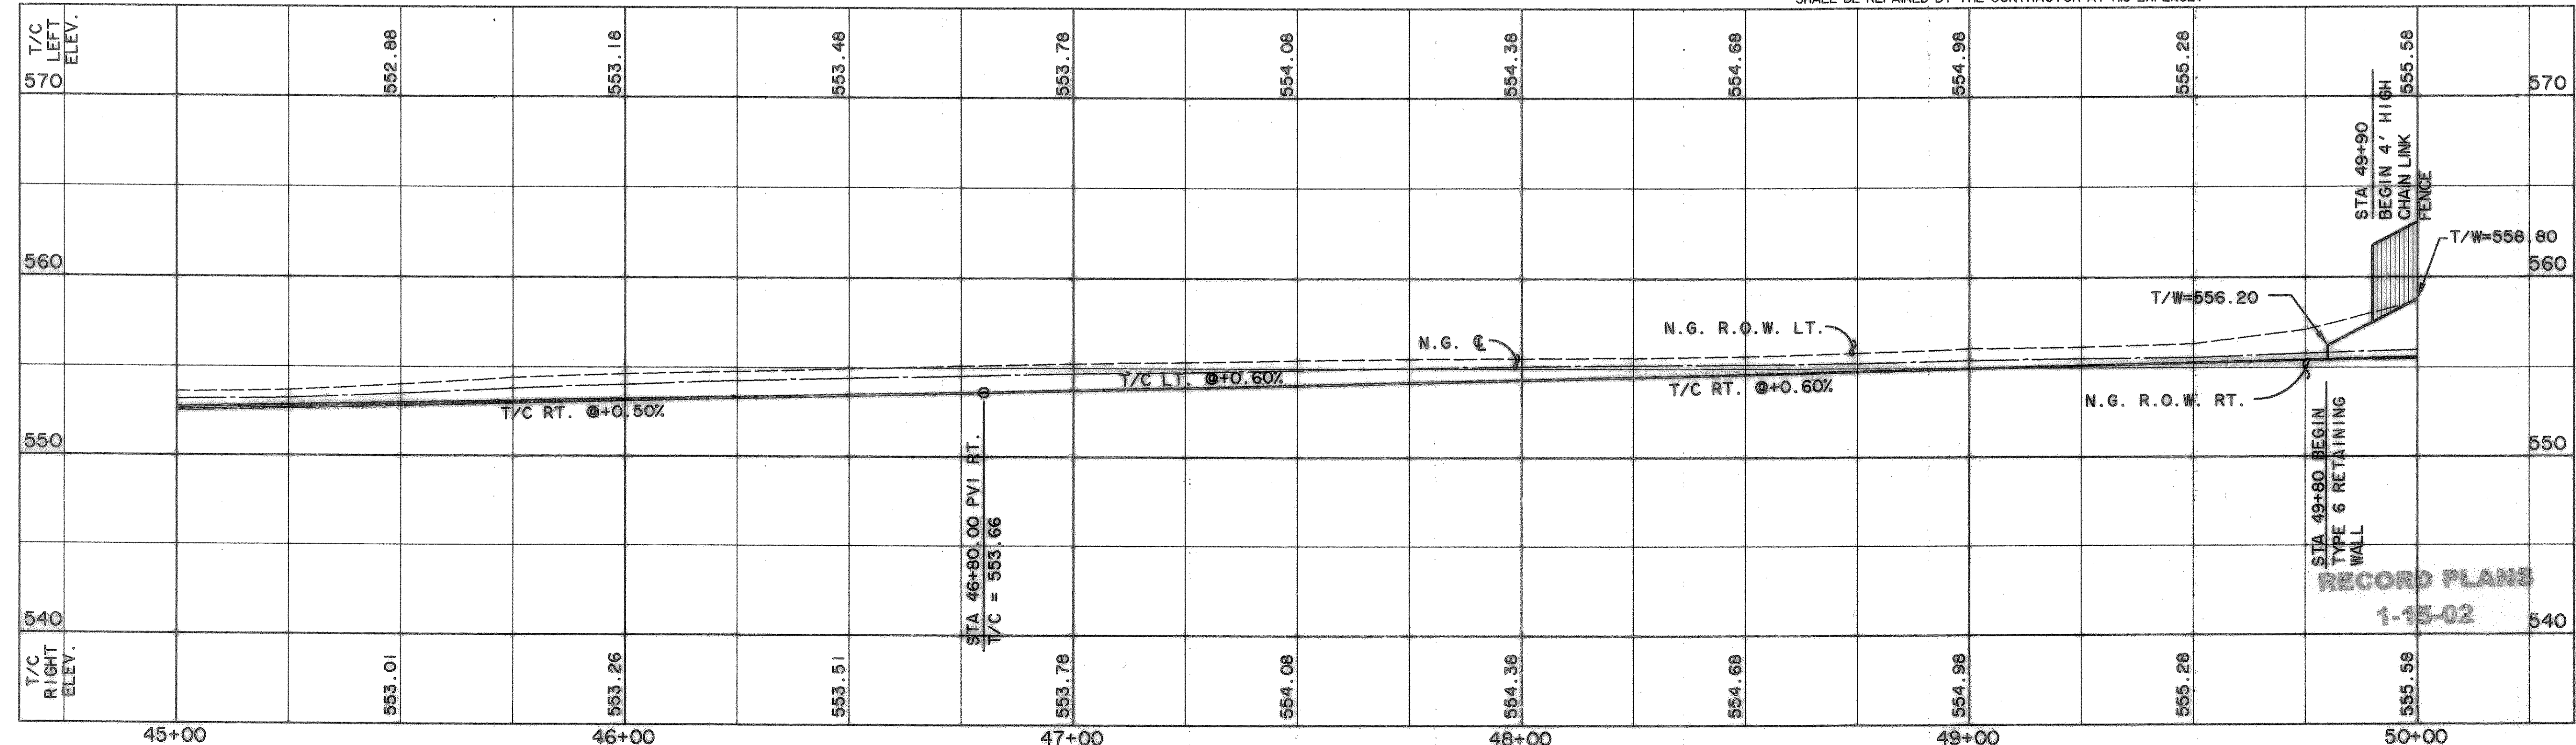 SHALL BE REPAIRED BY THE CONTRACTOR AT HIS EXPENSE.
T/C
LEFT
ELEV.
552.88
553.18
553.48
553.78
554.08
554.38
554.68
554.98
555.28
555.58
570
570
STA 49+90
BEGIN 4' HIGH
CHAIN LINK
FENCE
T/W=558.80
560
560
T/W=556.20
N.G. R.O.W. LT.
N.G. ℄
T/C LT. @+0.60%
T/C RT. @+0.60%
T/C RT. @+0.50%
N.G. R.O.W. RT.
550
550
STA 46+80.00 PVI RT.
T/C = 553.66
STA 49+80 BEGIN
TYPE 6 RETAINING
WALL
RECORD PLANS
1-15-02
540
540
T/C
RIGHT
ELEV.
553.01
553.26
553.51
553.78
554.08
554.38
554.68
554.98
555.28
555.58
45+00
46+00
47+00
48+00
49+00
50+00